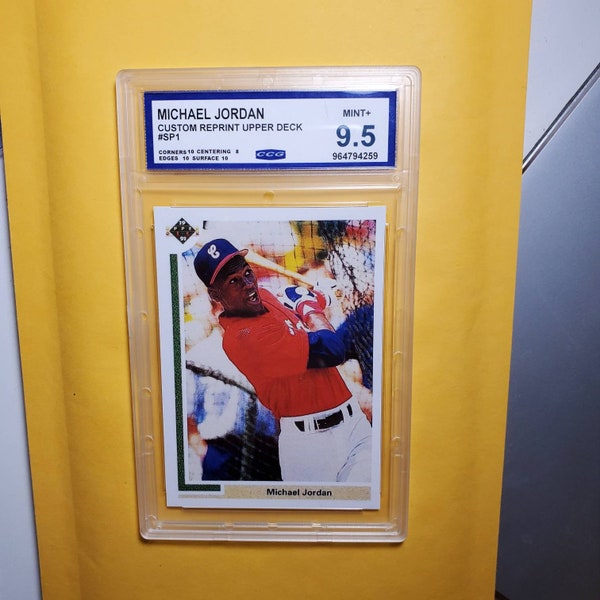 MICHAEL JORDAN
CUSTOM REPRINT UPPER DECK
#SP1
CORNERS 10 CENTERING 8
EDGES 10 SURFACE 10
CCG
MINT+
9.5
964794259
C
Michael Jordan